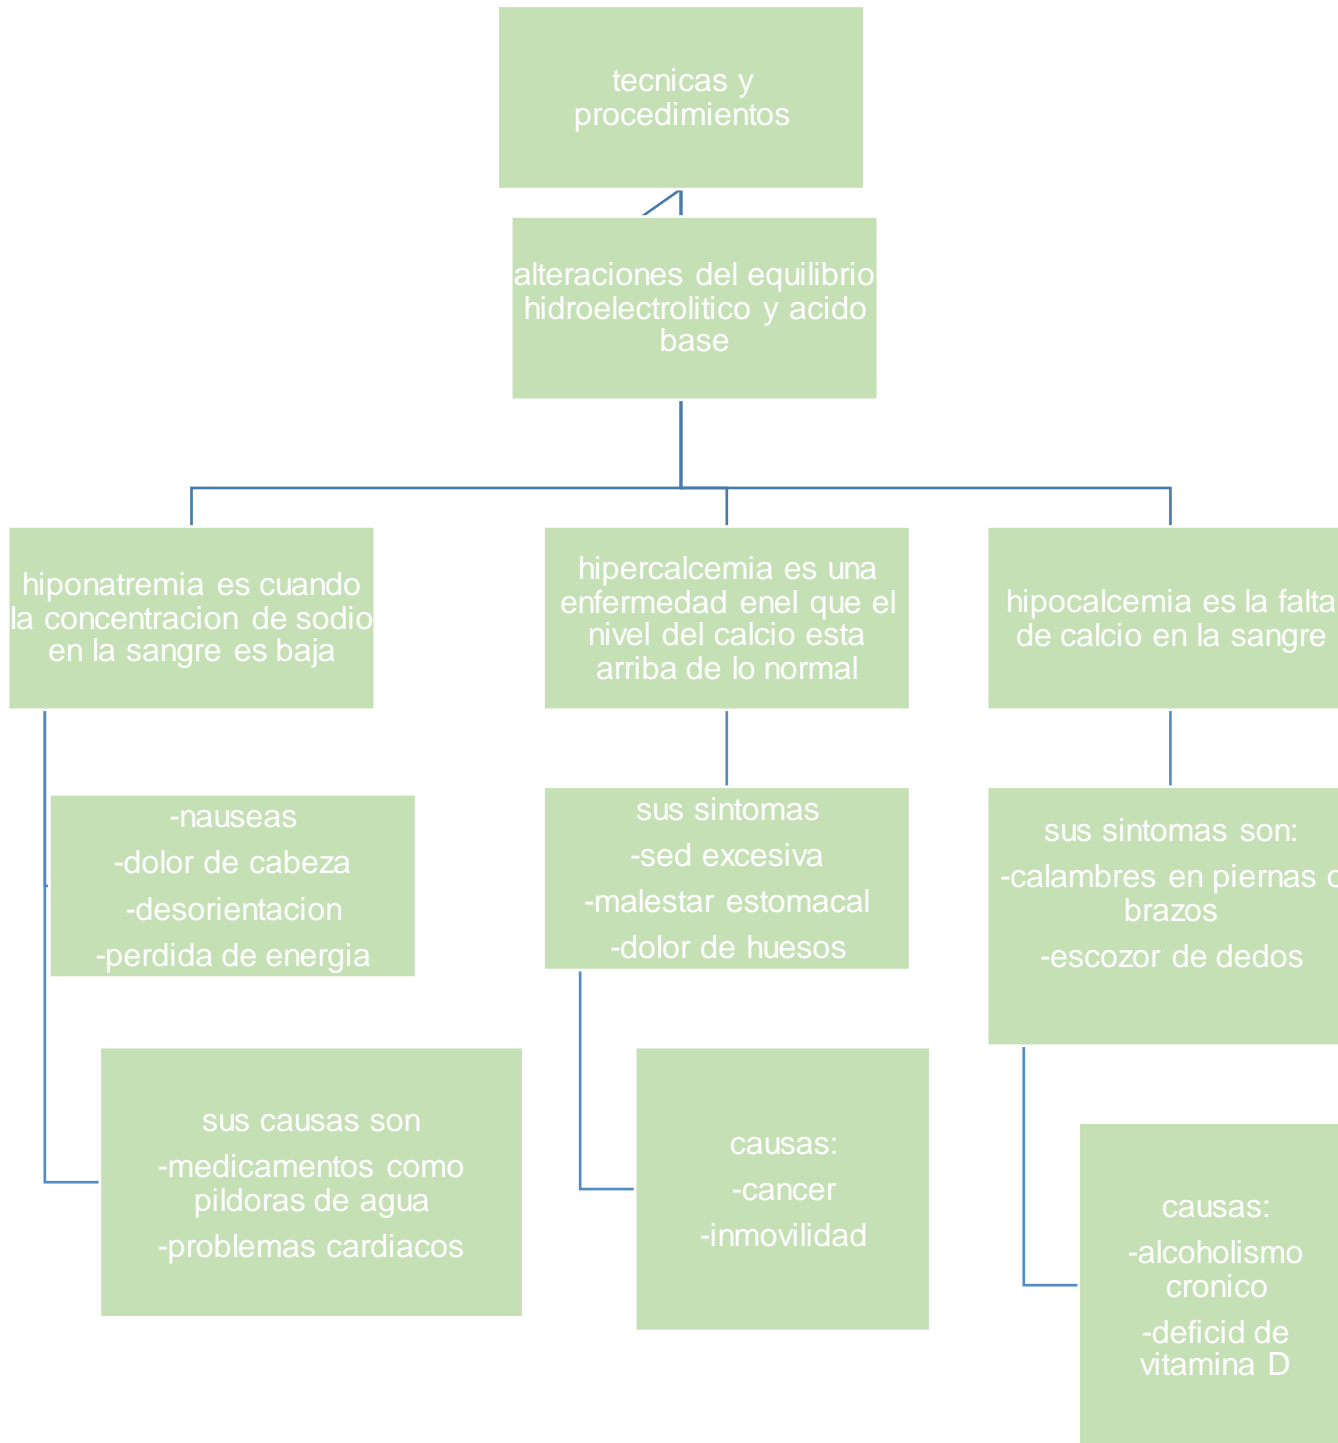 tecnicas y
procedimientos
alteraciones del equilibrio
hidroelectrolitico y acido
base
hiponatremia es cuando
la concentracion de sodio
en la sangre es baja
-nauseas
-dolor de cabeza
-desorientacion
-perdida de energia
sus causas son
-medicamentos como
pildoras de agua
-problemas cardiacos
hipercalcemia es una
enfermedad enel que el
nivel del calcio esta
arriba de lo normal
sus sintomas
-sed excesiva
-malestar estomacal
-dolor de huesos
causas:
-cancer
-inmovilidad
hipocalcemia es la falta
de calcio en la sangre
sus sintomas son:
-calambres en piernas o
brazos
-escozor de dedos
causas:
-alcoholismo
cronico
-deficid de
vitamina D